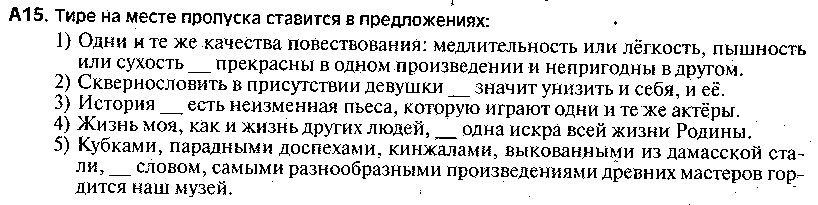 А15. Тире на месте пропуска ставится в предложениях:
1) Одни и те же качества повествования: медлительность или лёгкость, пышность
или сухость __ прекрасны в одном произведении и непригодны в другом.
2) Сквернословить в присутствии девушки __ значит унизить и себя, и её.
3) История __ есть неизменная пьеса, которую играют одни и те же актёры.
4) Жизнь моя, как и жизнь других людей, __ одна искра всей жизни Родины.
5) Кубками, парадными доспехами, кинжалами, выкованными из дамасской ста-
ли, __ словом, самыми разнообразными произведениями древних мастеров гор-
дится наш музей.